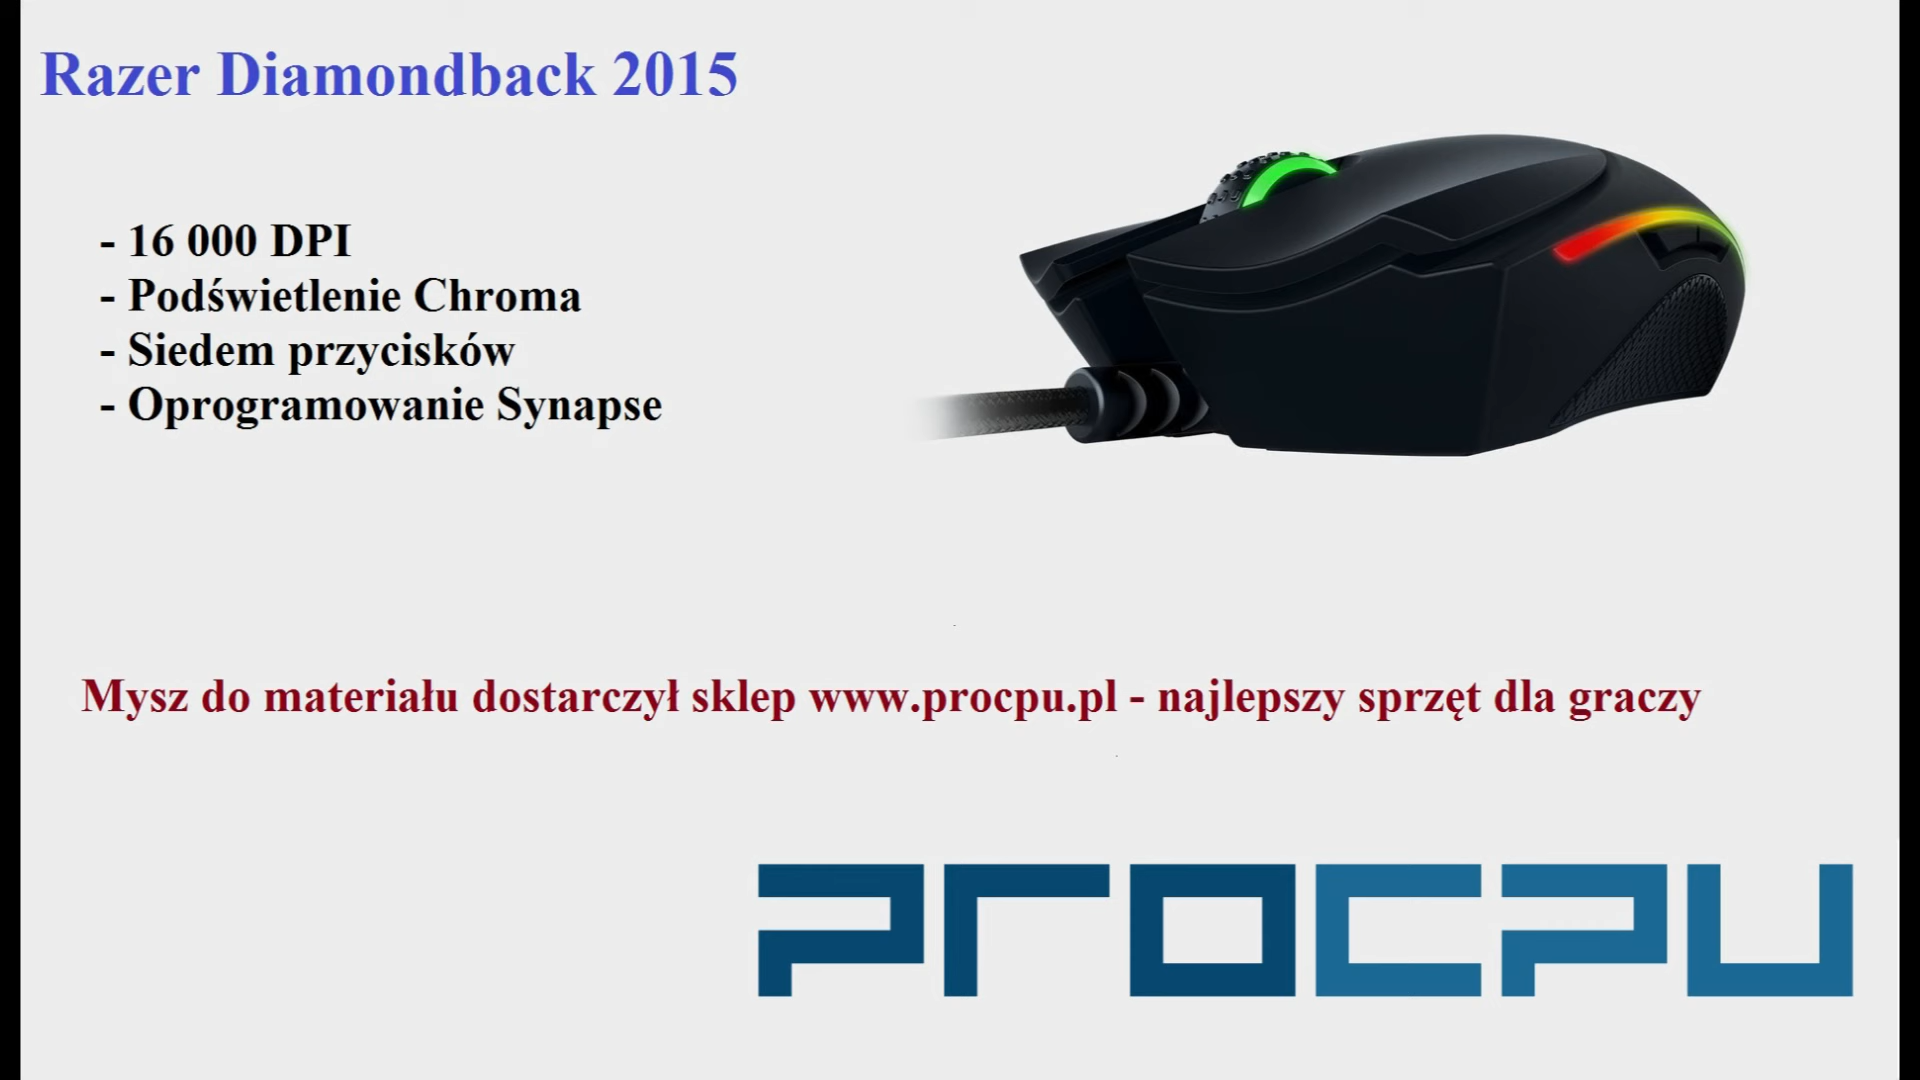 Razer Diamondback 2015
- 16 000 DPI
- Podświetlenie Chroma
- Siedem przycisków
- Oprogramowanie Synapse
Mysz do materiału dostarczył sklep www.procpu.pl - najlepszy sprzęt dla graczy
PROCPU